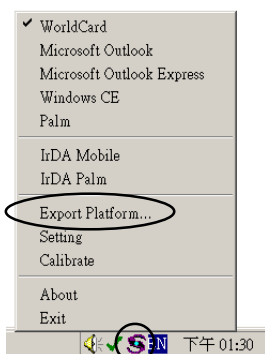 WorldCard
Microsoft Outlook
Microsoft Outlook Express
Windows CE
Palm
IrDA Mobile
IrDA Palm
Export Platform...
Setting
Calibrate
About
Exit
EN 下午 01:30